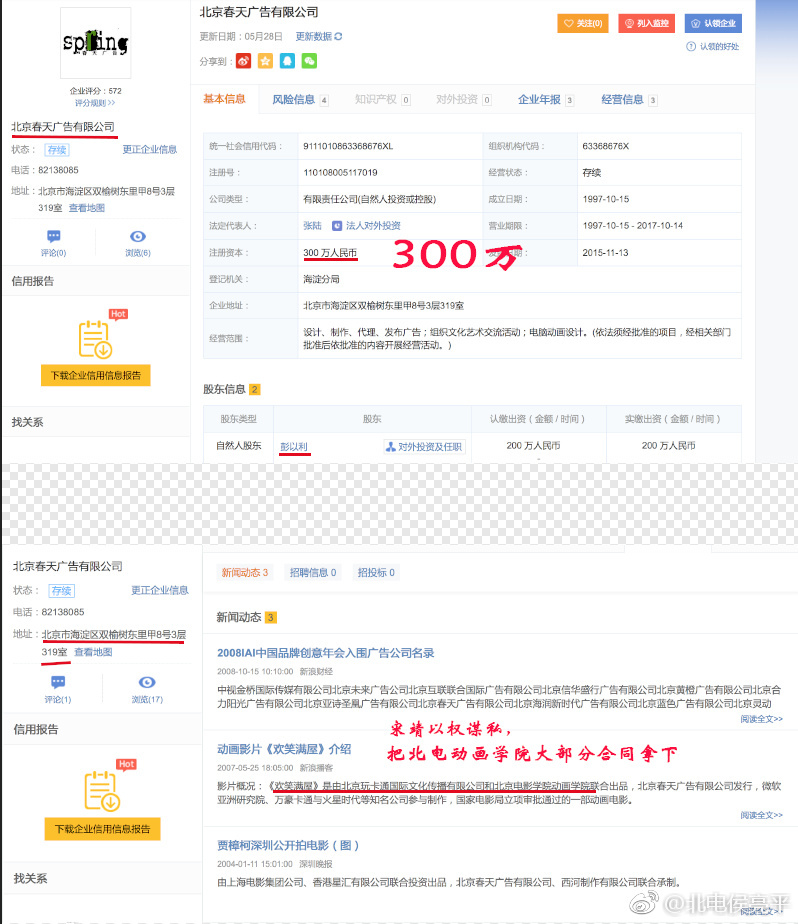 spring
春天广告
企业评分：572
评分规则>>
北京春天广告有限公司
状态： 存续 更正企业信息
电话：82138085
地址：北京市海淀区双榆树东里甲8号3层
319室 查看地图
评论(0) 浏览(6)
信用报告
Hot
下载企业信用信息报告
找关系
北京春天广告有限公司
更新日期：05月28日 更新数据
分享到：
关注(0) 列入监控 认领企业
认领的好处
基本信息 风险信息 4 知识产权 0 对外投资 0 企业年报 3 经营信息 3
统一社会信用代码： 9111010863368676XL 组织机构代码： 63368676X
注册号： 110108005117019 经营状态： 存续
公司类型： 有限责任公司(自然人投资或控股) 成立日期： 1997-10-15
法定代表人： 张陆 法人对外投资 营业期限： 1997-10-15 - 2017-10-14
注册资本： 300 万人民币 300万 日期： 2015-11-13
登记机关： 海淀分局
企业地址： 北京市海淀区双榆树东里甲8号3层319室
经营范围： 设计、制作、代理、发布广告；组织文化艺术交流活动；电脑动画设计。(依法须经批准的项目，经相关部门
批准后依批准的内容开展经营活动。)
股东信息 2
股东类型 股东 认缴出资（金额 / 时间） 实缴出资（金额 / 时间）
自然人股东 彭以利 对外投资及任职 200 万人民币 200 万人民币
北京春天广告有限公司
状态： 存续 更正企业信息
电话：82138085
地址：北京市海淀区双榆树东里甲8号3层
319室 查看地图
评论(1) 浏览(17)
信用报告
Hot
下载企业信用信息报告
找关系
新闻动态 3 招聘信息 0 招投标 0
新闻动态 3
2008IAI中国品牌创意年会入围广告公司名录
2008-10-15 10:10:00 新浪财经
中视金桥国际传媒有限公司北京未来广告公司北京互联联合国际广告有限公司北京信华盛行广告有限公司北京黄橙广告有限公司北京合
力阳光广告有限公司北京亚诗圣凰广告有限公司北京春天广告有限公司北京海润新时代广告有限公司北京蓝色广告有限公司北京灵动
阅读全文>>
宋靖以权谋私，
把北电动画学院大部分合同拿下
动画影片《欢笑满屋》介绍
2007-05-25 18:05:00 新浪播客
影片概况：《欢笑满屋》是由北京玩卡通国际文化传播有限公司和北京电影学院动画学院联合出品，北京春天广告有限公司发行，微软
亚洲研究院、万豪卡通与火星时代等知名公司参与制作，国家电影局立项审批通过的一部动画电影。
阅读全文>>
贾樟柯深圳公开拍电影（图）
2004-01-11 15:01:00 深圳晚报
由上海电影集团公司、香港星汇有限公司联合投资出品，北京春天广告有限公司、西河制作有限公司联合承制。
阅读全文>>
@北电侯亮平